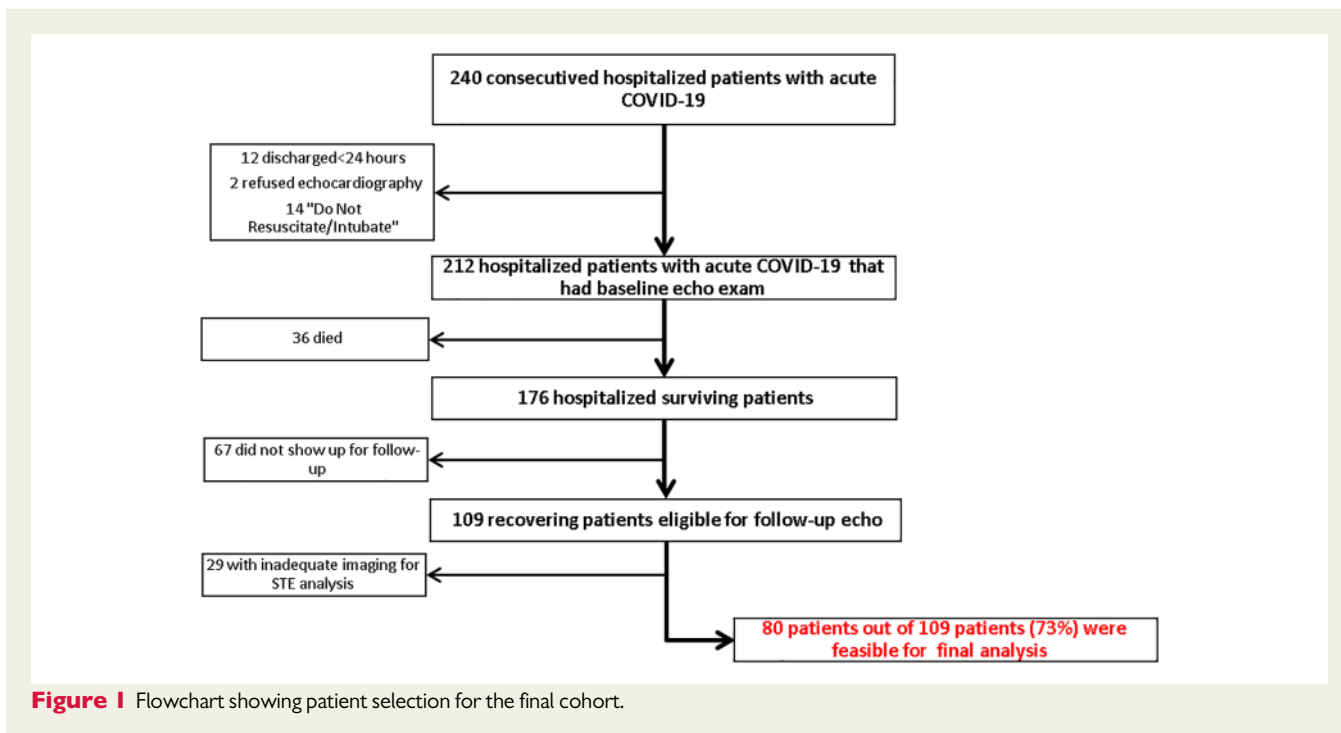 240 consecutived hospitalized patients with acute
COVID-19
12 discharged<24 hours
2 refused echocardiography
14 "Do Not
Resuscitate/Intubate"
212 hospitalized patients with acute COVID-19 that
had baseline echo exam
36 died
176 hospitalized surviving patients
67 did not show up for follow-
up
109 recovering patients eligible for follow-up echo
29 with inadequate imaging for
STE analysis
80 patients out of 109 patients (73%) were
feasible for final analysis
Figure 1 Flowchart showing patient selection for the final cohort.